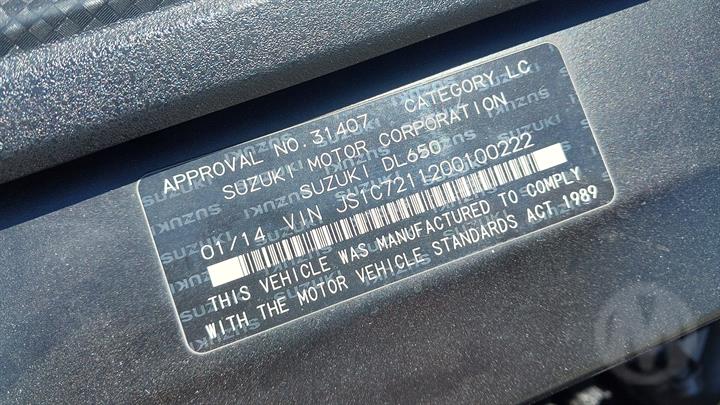 APPROVAL NO. 31407 CATEGORY LC
SUZUKI MOTOR CORPORATION
SUZUKI DL650
01/14 VIN JS1C7211200100222
THIS VEHICLE WAS MANUFACTURED TO COMPLY
WITH THE MOTOR VEHICLE STANDARDS ACT 1989